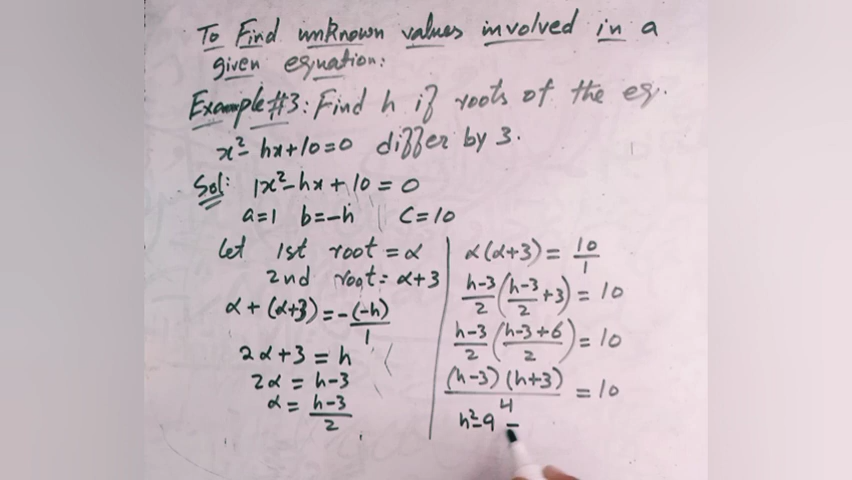 To Find unknown values involved in a
given equation:
Example#3: Find h if roots of the eq.
x²- hx+10=0 differ by 3.
Sol: 1x²-hx + 10 = 0
a=1 b=-h C=10
Let 1st root = α
2nd root = α+3
α + (α+3) = -(-h)/1
2α+3 = h
2α = h-3
α = h-3/2
α(α+3) = 10/1
h-3/2 (h-3/2 +3) = 10
h-3/2 (h-3+6/2) = 10
(h-3)(h+3)/4 = 10
h²-9 =